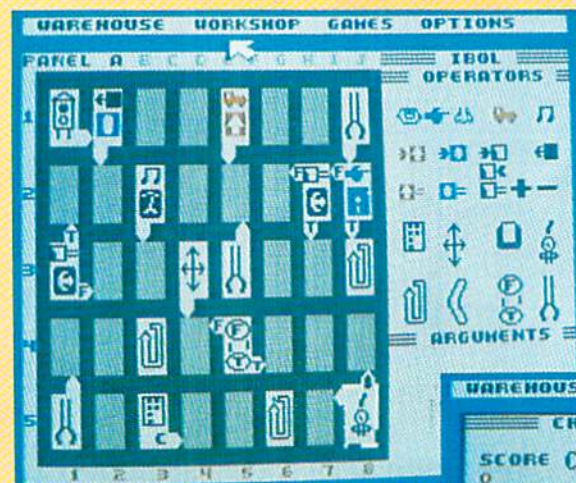 WAREHOUSE WORKSHOP GAMES OPTIONS
PANEL A B C D E G H I J
IBOL
OPERATORS
1
2
3
4
5
F
F
T
T
T
F
F
F
T
T
C
ARGUMENTS
F
T
1 2 3 4 5 6 7 8
WAREHOUS
CH
SCORE